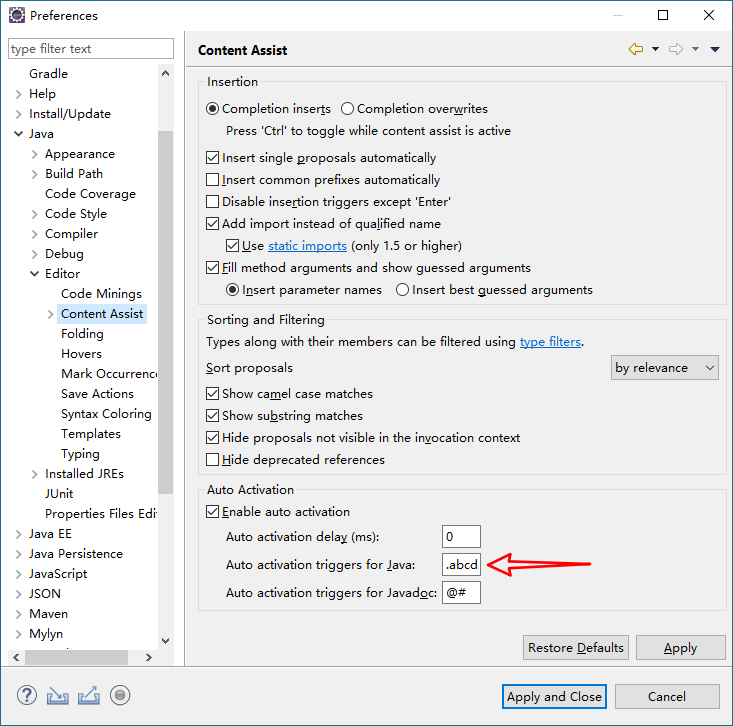 Preferences
type filter text
Gradle
Help
Install/Update
Java
Appearance
Build Path
Code Coverage
Code Style
Compiler
Debug
Editor
Code Minings
Content Assist
Folding
Hovers
Mark Occurrenc
Save Actions
Syntax Coloring
Templates
Typing
Installed JREs
JUnit
Properties Files Edi
Java EE
Java Persistence
JavaScript
JSON
Maven
Mylyn
Content Assist
Insertion
Completion inserts Completion overwrites
Press 'Ctrl' to toggle while content assist is active
Insert single proposals automatically
Insert common prefixes automatically
Disable insertion triggers except 'Enter'
Add import instead of qualified name
Use static imports (only 1.5 or higher)
Fill method arguments and show guessed arguments
Insert parameter names Insert best guessed arguments
Sorting and Filtering
Types along with their members can be filtered using type filters.
Sort proposals by relevance
Show camel case matches
Show substring matches
Hide proposals not visible in the invocation context
Hide deprecated references
Auto Activation
Enable auto activation
Auto activation delay (ms): 0
Auto activation triggers for Java: .abcd
Auto activation triggers for Javadoc: @#
Restore Defaults Apply
Apply and Close Cancel